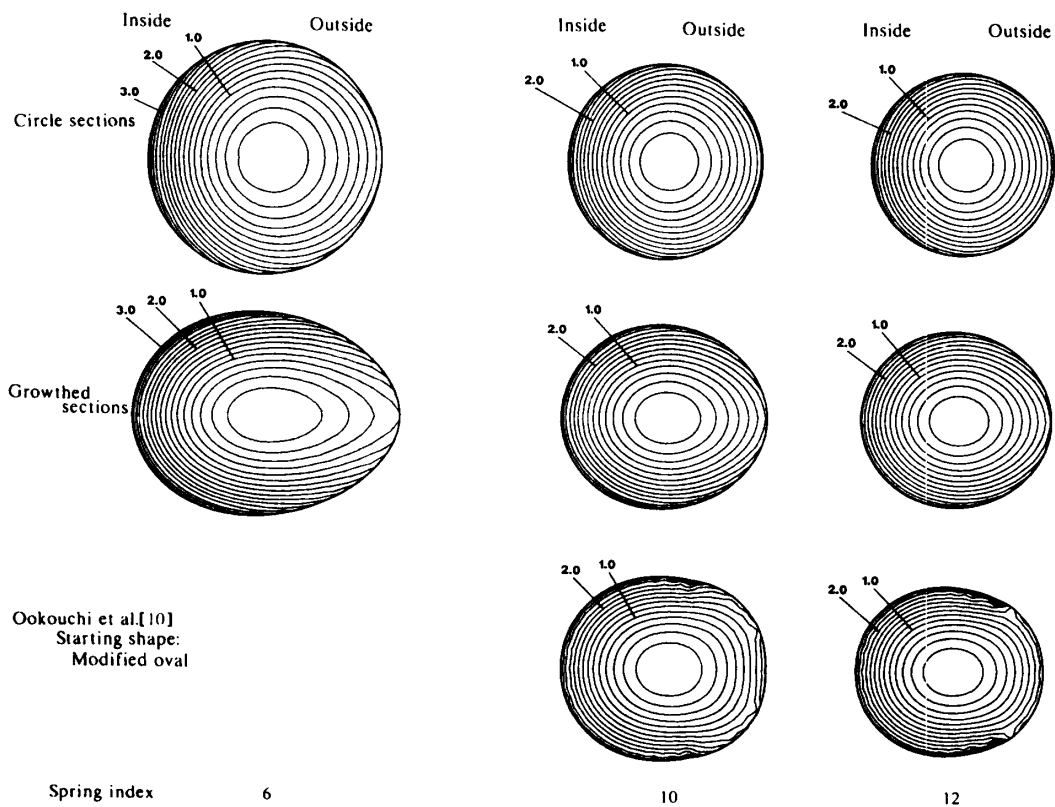 Inside Outside Inside Outside Inside Outside
1.0
2.0
3.0
1.0
2.0
1.0
2.0
Circle sections
1.0
2.0
3.0
1.0
2.0
1.0
2.0
Growthed
sections
2.0 1.0
2.0 1.0
Ookouchi et al.[10]
Starting shape:
Modified oval
Spring index 6 10 12